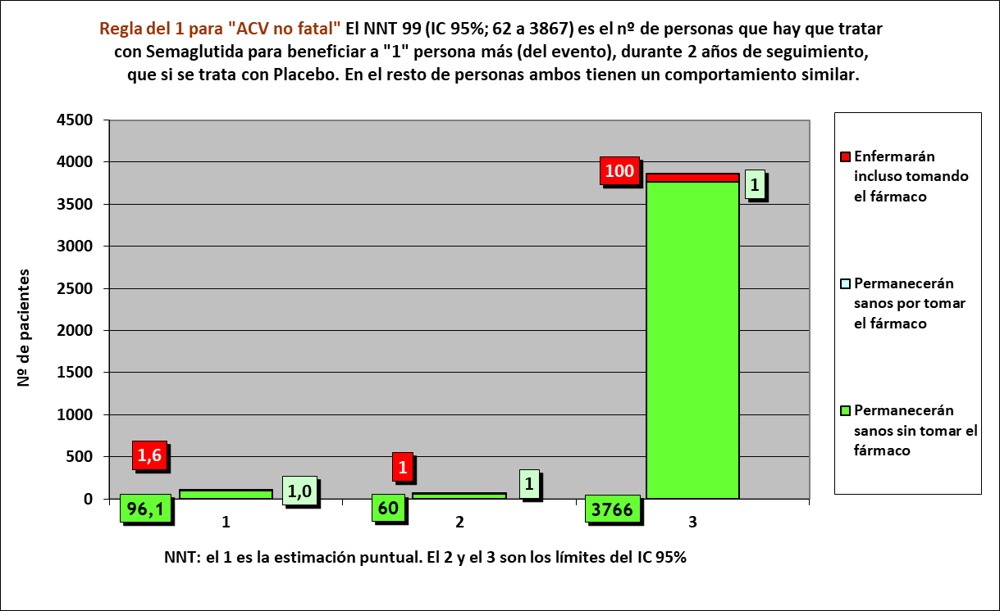 Regla del 1 para "ACV no fatal" El NNT 99 (IC 95%; 62 a 3867) es el nº de personas que hay que tratar
con Semaglutida para beneficiar a "1" persona más (del evento), durante 2 años de seguimiento,
que si se trata con Placebo. En el resto de personas ambos tienen un comportamiento similar.
4500
4000
3500
3000
2500
2000
1500
1000
500
0
Nº de pacientes
1,6
96,1
1,0
1
60
1
100
3766
1
1
2
3
NNT: el 1 es la estimación puntual. El 2 y el 3 son los límites del IC 95%
Enfermarán
incluso tomando
el fármaco
Permanecerán
sanos por tomar
el fármaco
Permanecerán
sanos sin tomar el
fármaco